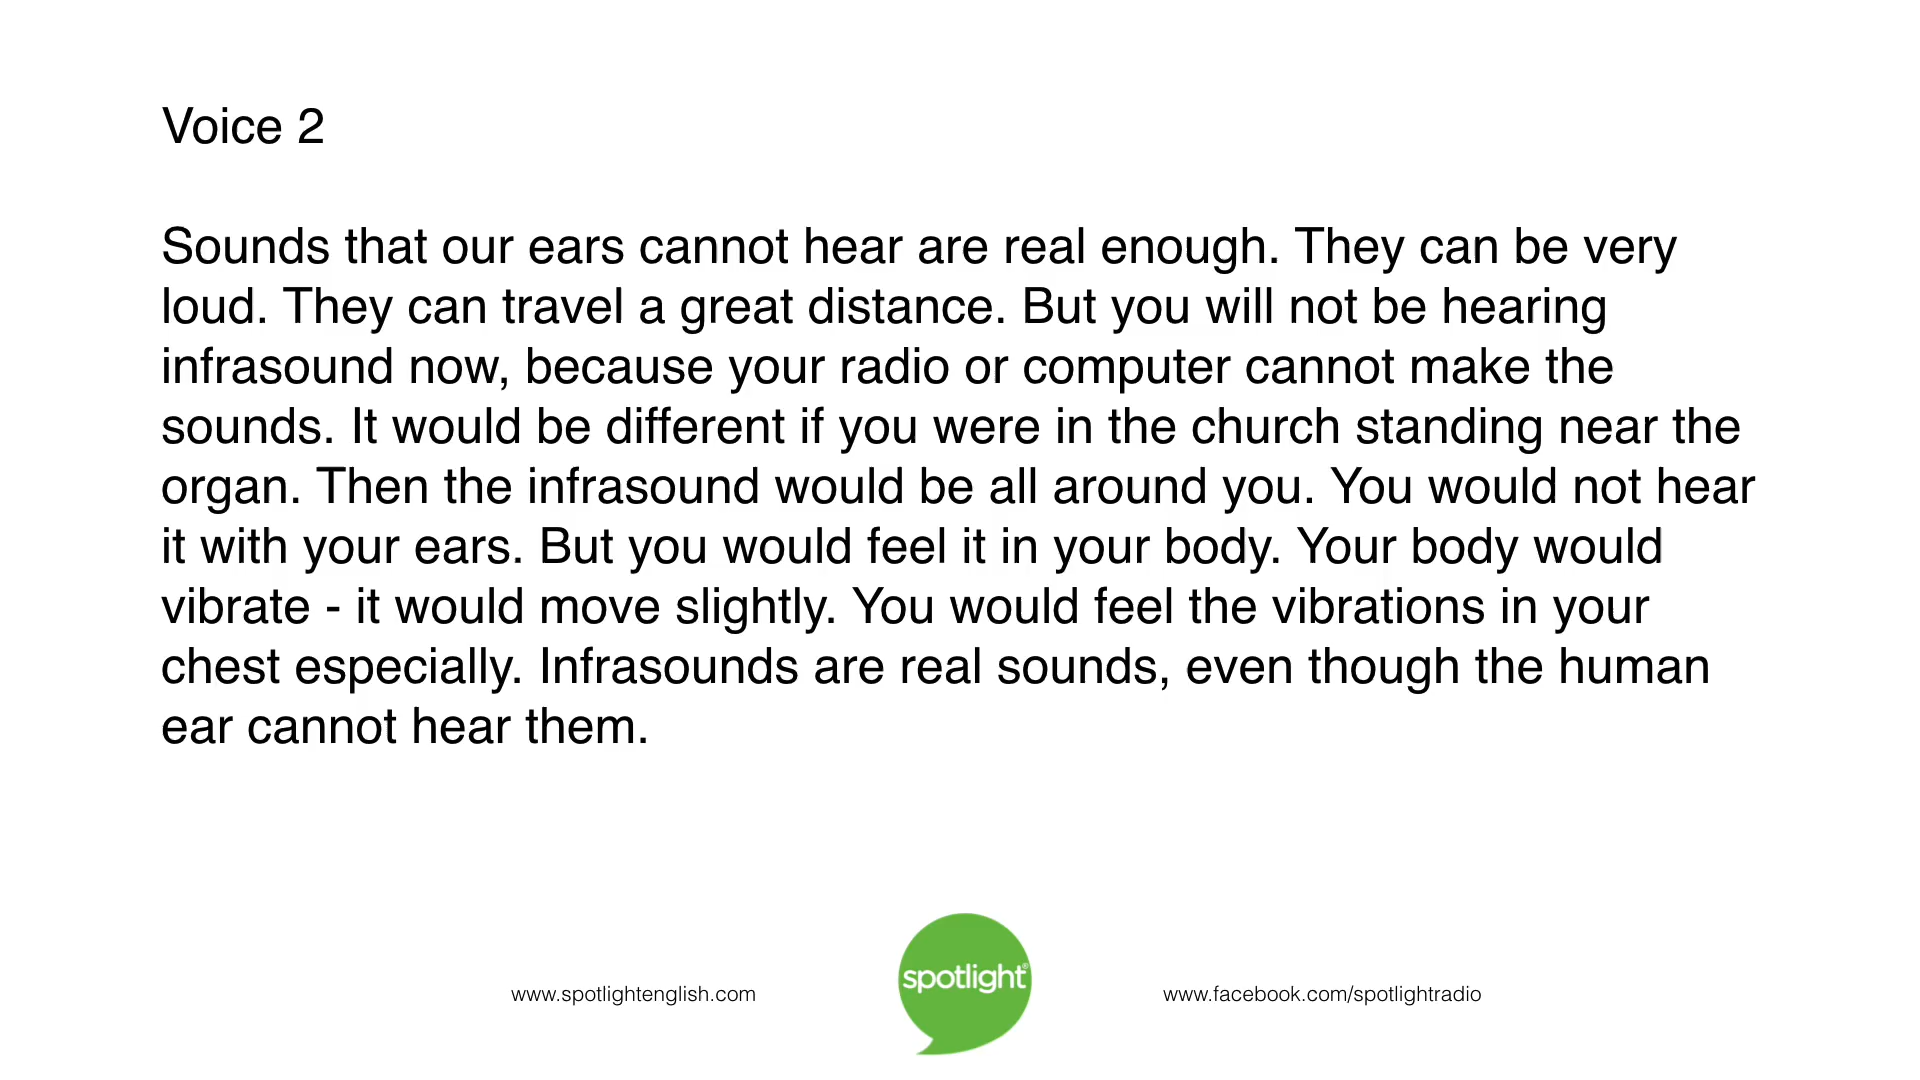 Voice 2
Sounds that our ears cannot hear are real enough. They can be very
loud. They can travel a great distance. But you will not be hearing
infrasound now, because your radio or computer cannot make the
sounds. It would be different if you were in the church standing near the
organ. Then the infrasound would be all around you. You would not hear
it with your ears. But you would feel it in your body. Your body would
vibrate - it would move slightly. You would feel the vibrations in your
chest especially. Infrasounds are real sounds, even though the human
ear cannot hear them.
www.spotlightenglish.com
spotlight®
www.facebook.com/spotlightradio